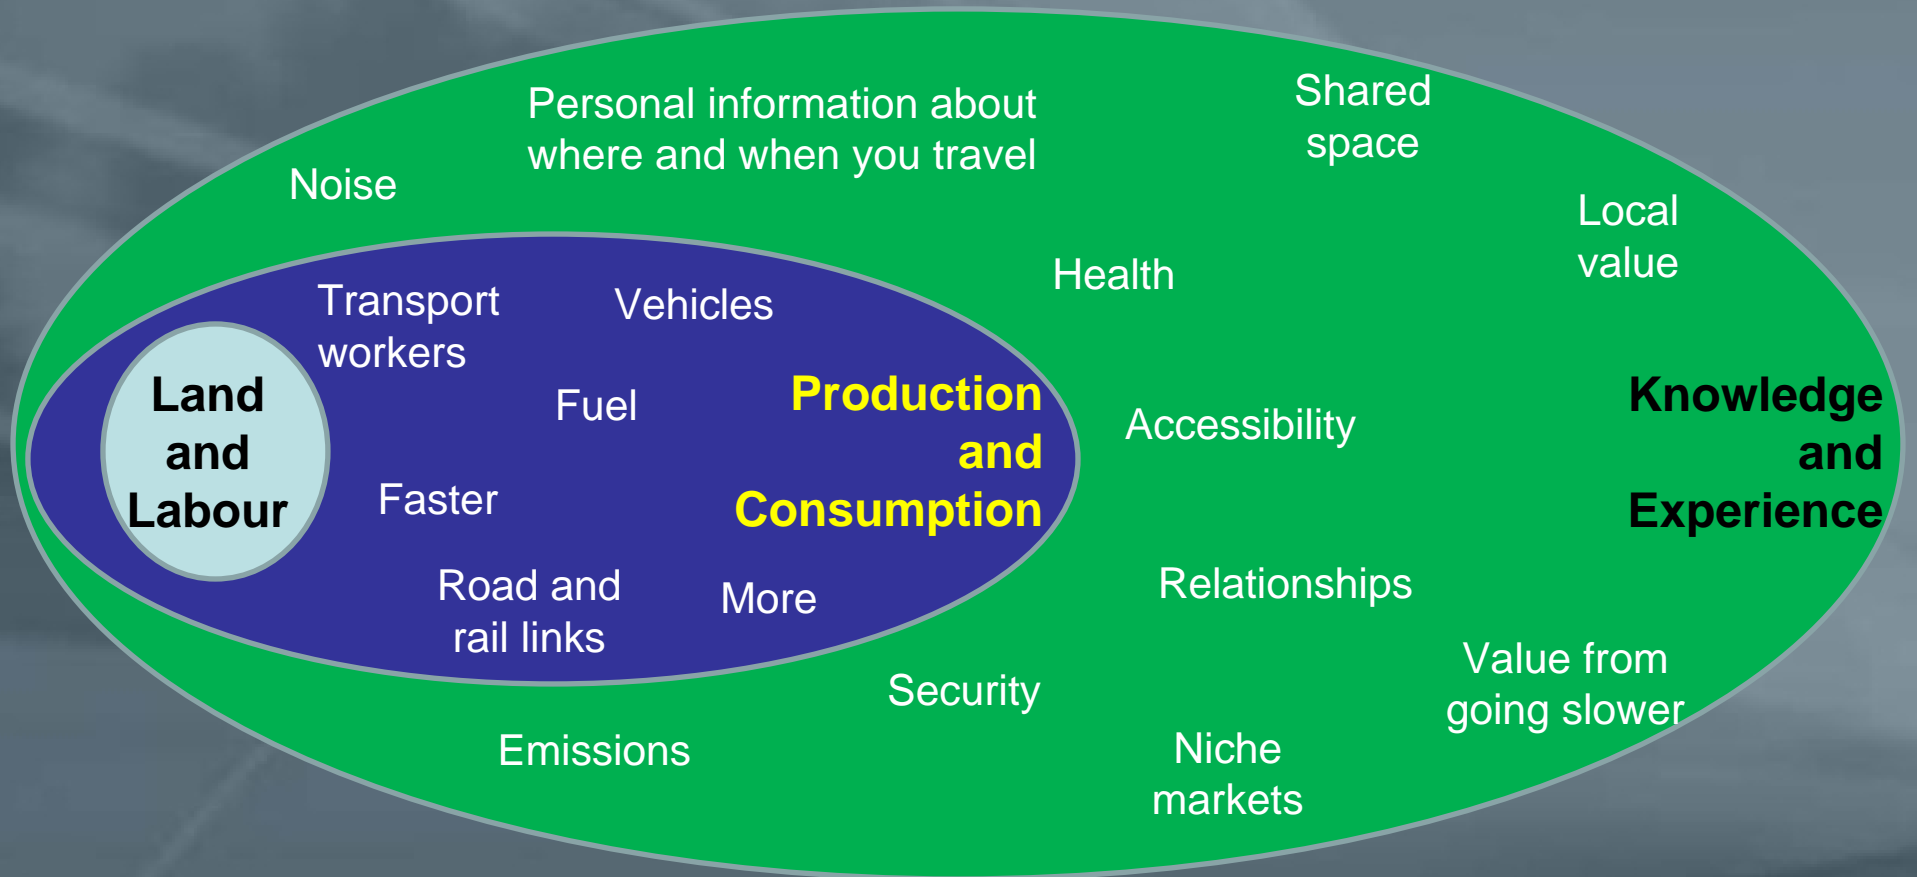 Personal information about
where and when you travel
Shared
space
Noise
Local
value
Health
Transport
workers
Vehicles
Land
and
Labour
Fuel
Production
and
Consumption
Accessibility
Knowledge
and
Experience
Faster
Road and
rail links
More
Relationships
Security
Value from
going slower
Emissions
Niche
markets